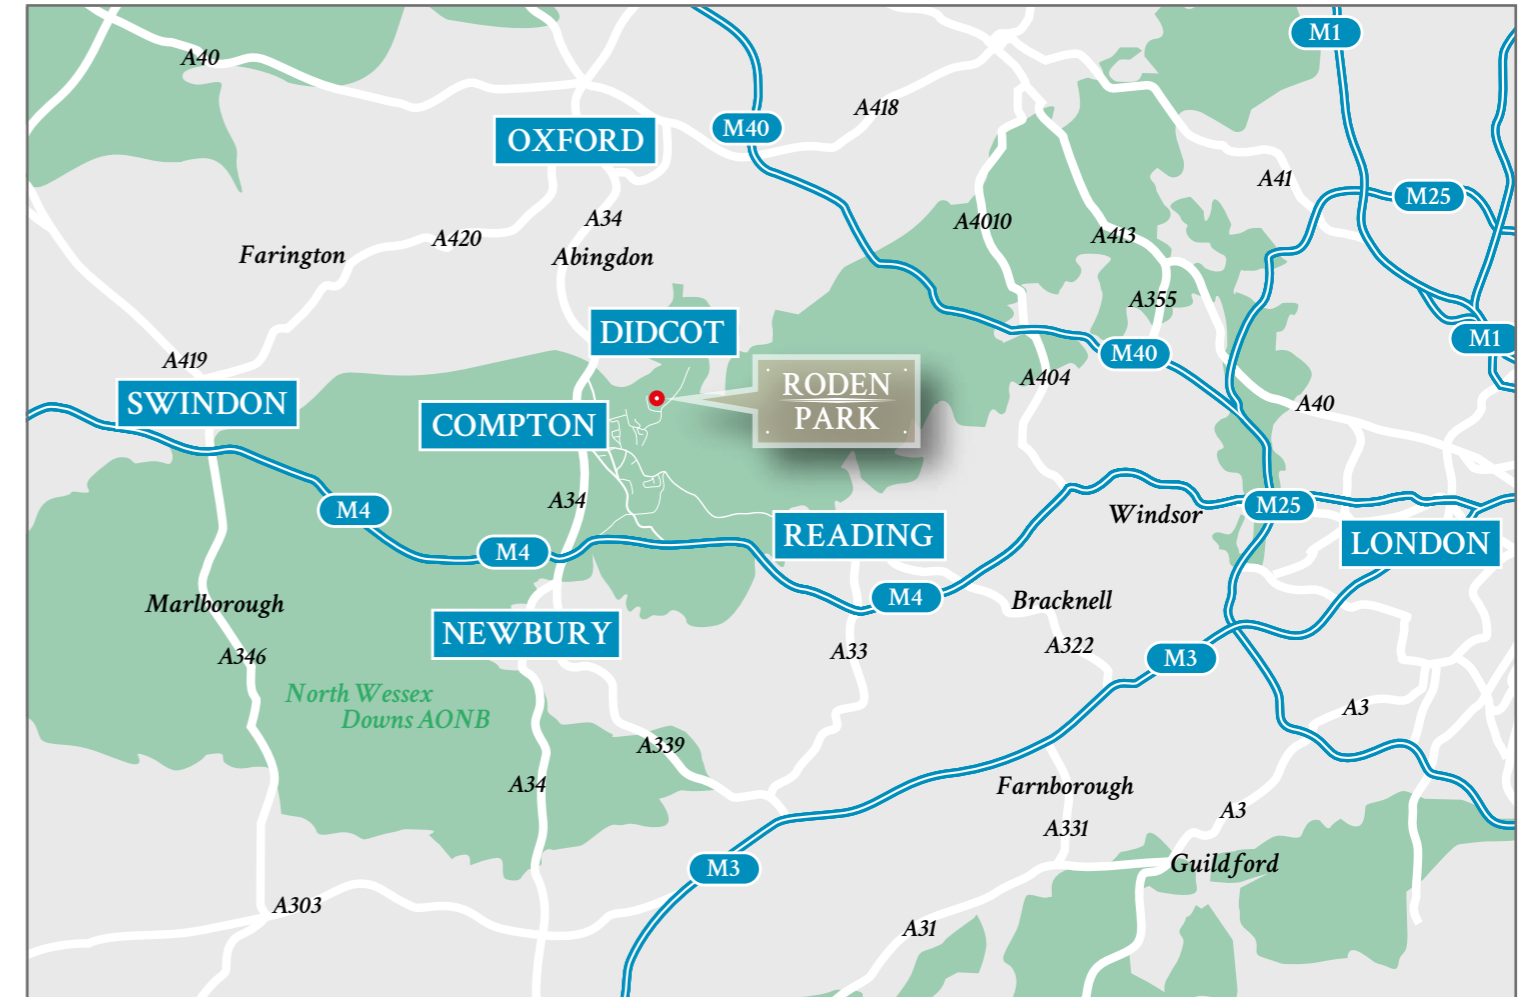 M1
A40
A418
M40
OXFORD
A41
M25
A34
A4010
A413
A420
Farington
Abingdon
A355
DIDCOT
M1
M40
A419
RODEN
PARK
A404
SWINDON
COMPTON
A40
A34
M4
Windsor
M25
READING
LONDON
M4
M4
Bracknell
Marlborough
NEWBURY
A322
A33
A346
M3
North Wessex
Downs AONB
A3
A339
A34
Farnborough
A3
A331
Guildford
M3
A303
A31